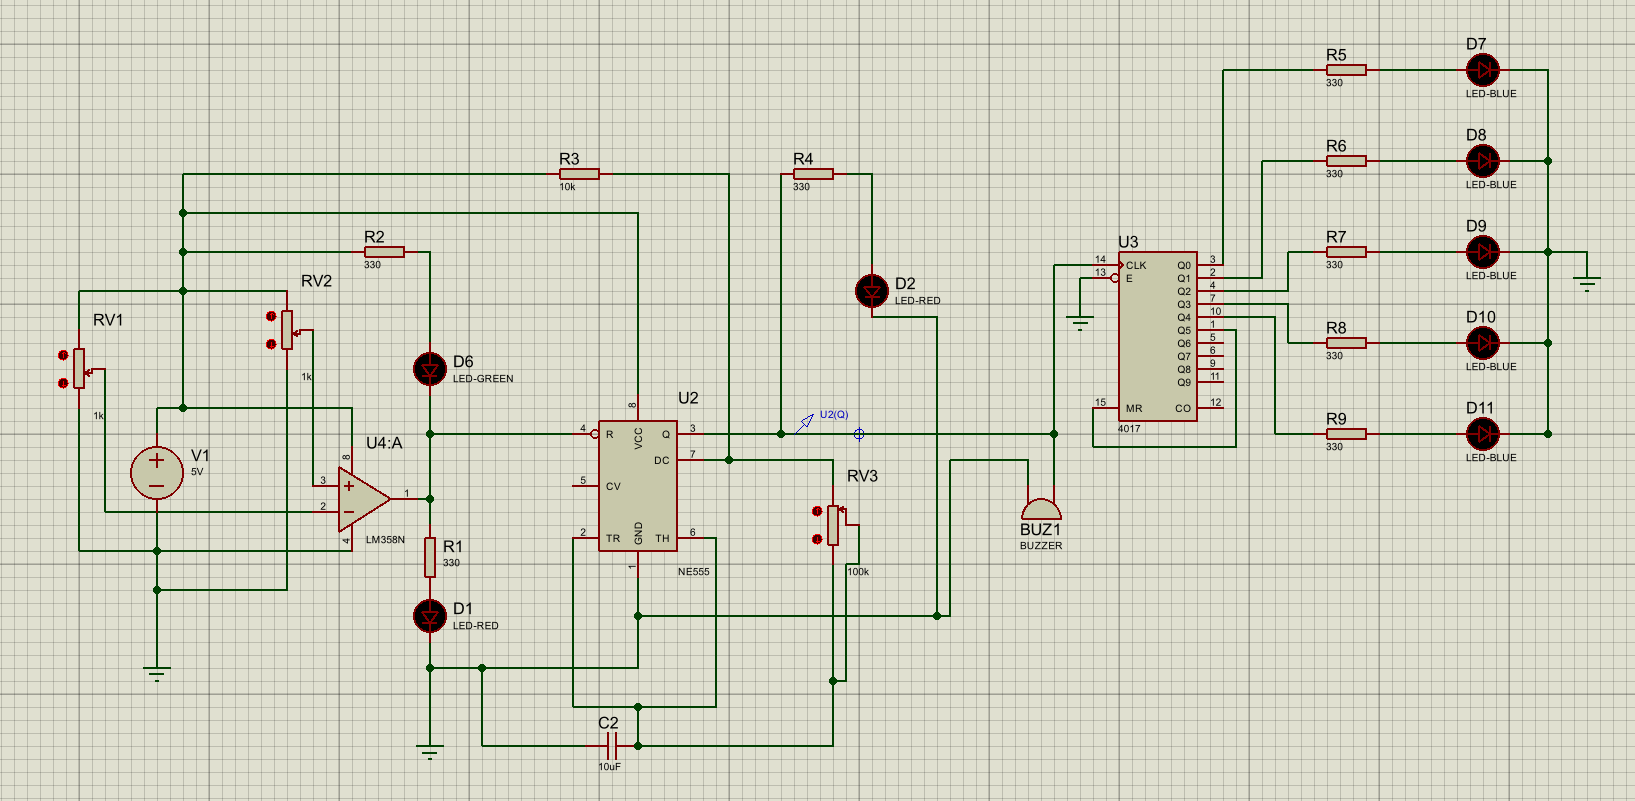 D7
R5
330
LED-BLUE
D8
R6
330
LED-BLUE
R3
10k
R4
330
R2
330
D9
R7
330
LED-BLUE
U3
14 CLK Q0 3
13 E Q1 2
Q2 4
Q3 7
Q4 10
Q5 1
Q6 5
Q7 6
Q8 9
Q9 11
15 MR CO 12
4017
RV2
1k
D2
LED-RED
RV1
1k
D10
R8
330
LED-BLUE
D6
LED-GREEN
D11
R9
330
LED-BLUE
U2
8
4 R VCC Q 3
7 DC
5 CV
2 TR GND TH 6
1
NE555
U2(Q)
U4:A
8
3
2
1
4
LM358N
V1
5V
RV3
100k
BUZ1
BUZZER
R1
330
D1
LED-RED
C2
10uF